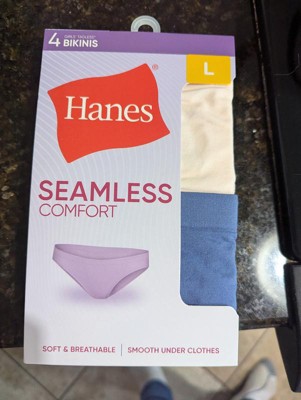 4 BIKINIS
L
Hanes®
SEAMLESS
COMFORT
SOFT & BREATHABLE | SMOOTH UNDER CLOTHES